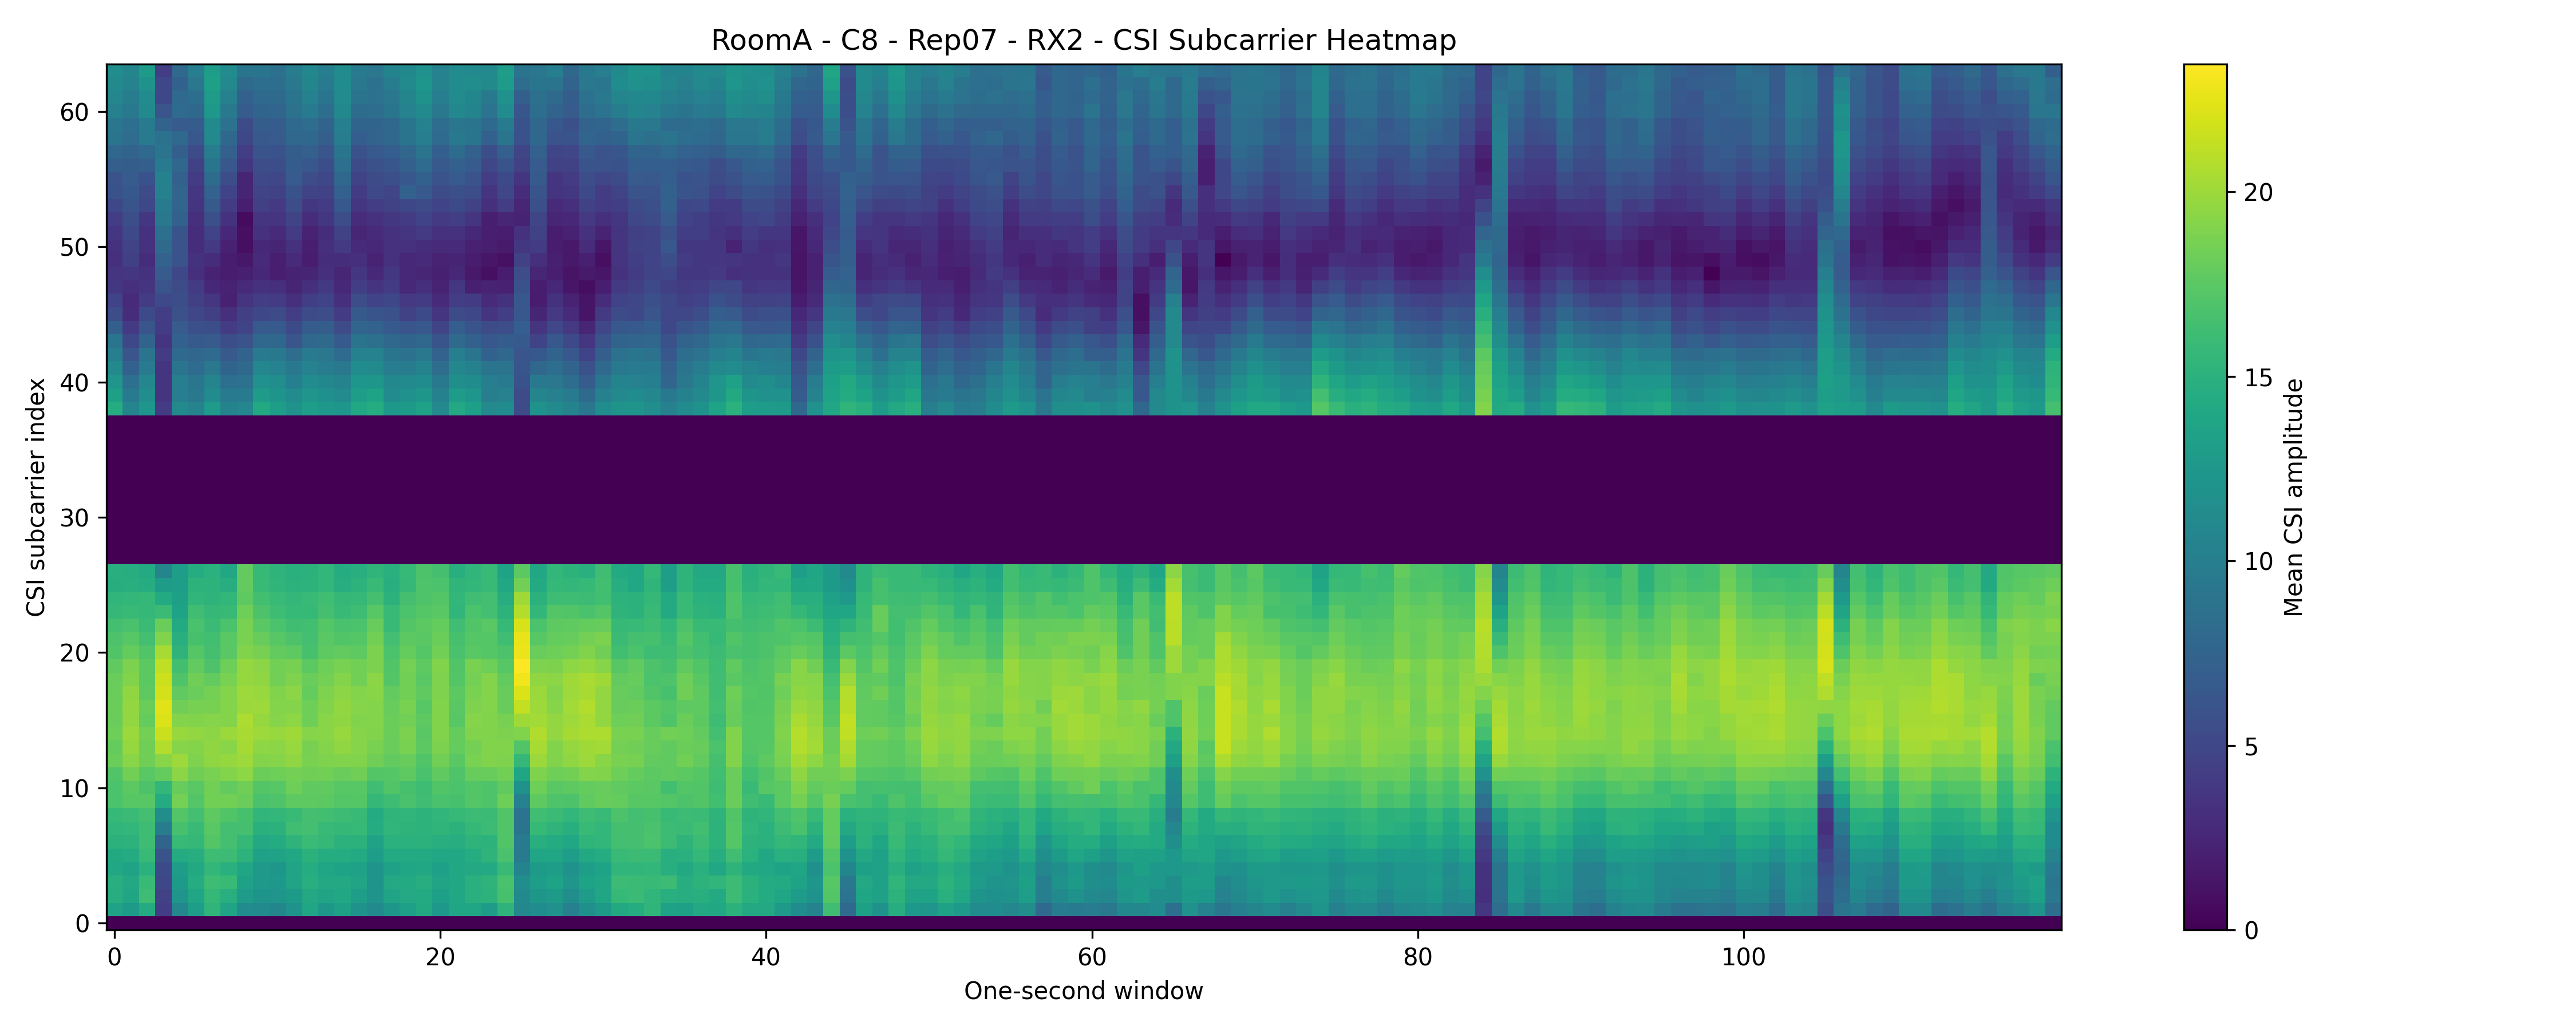 RoomA - C8 - Rep07 - RX2 - CSI Subcarrier Heatmap
CSI subcarrier index
60
50
40
30
20
10
0
0 20 40 60 80 100
One-second window
20
15
10
5
0
Mean CSI amplitude